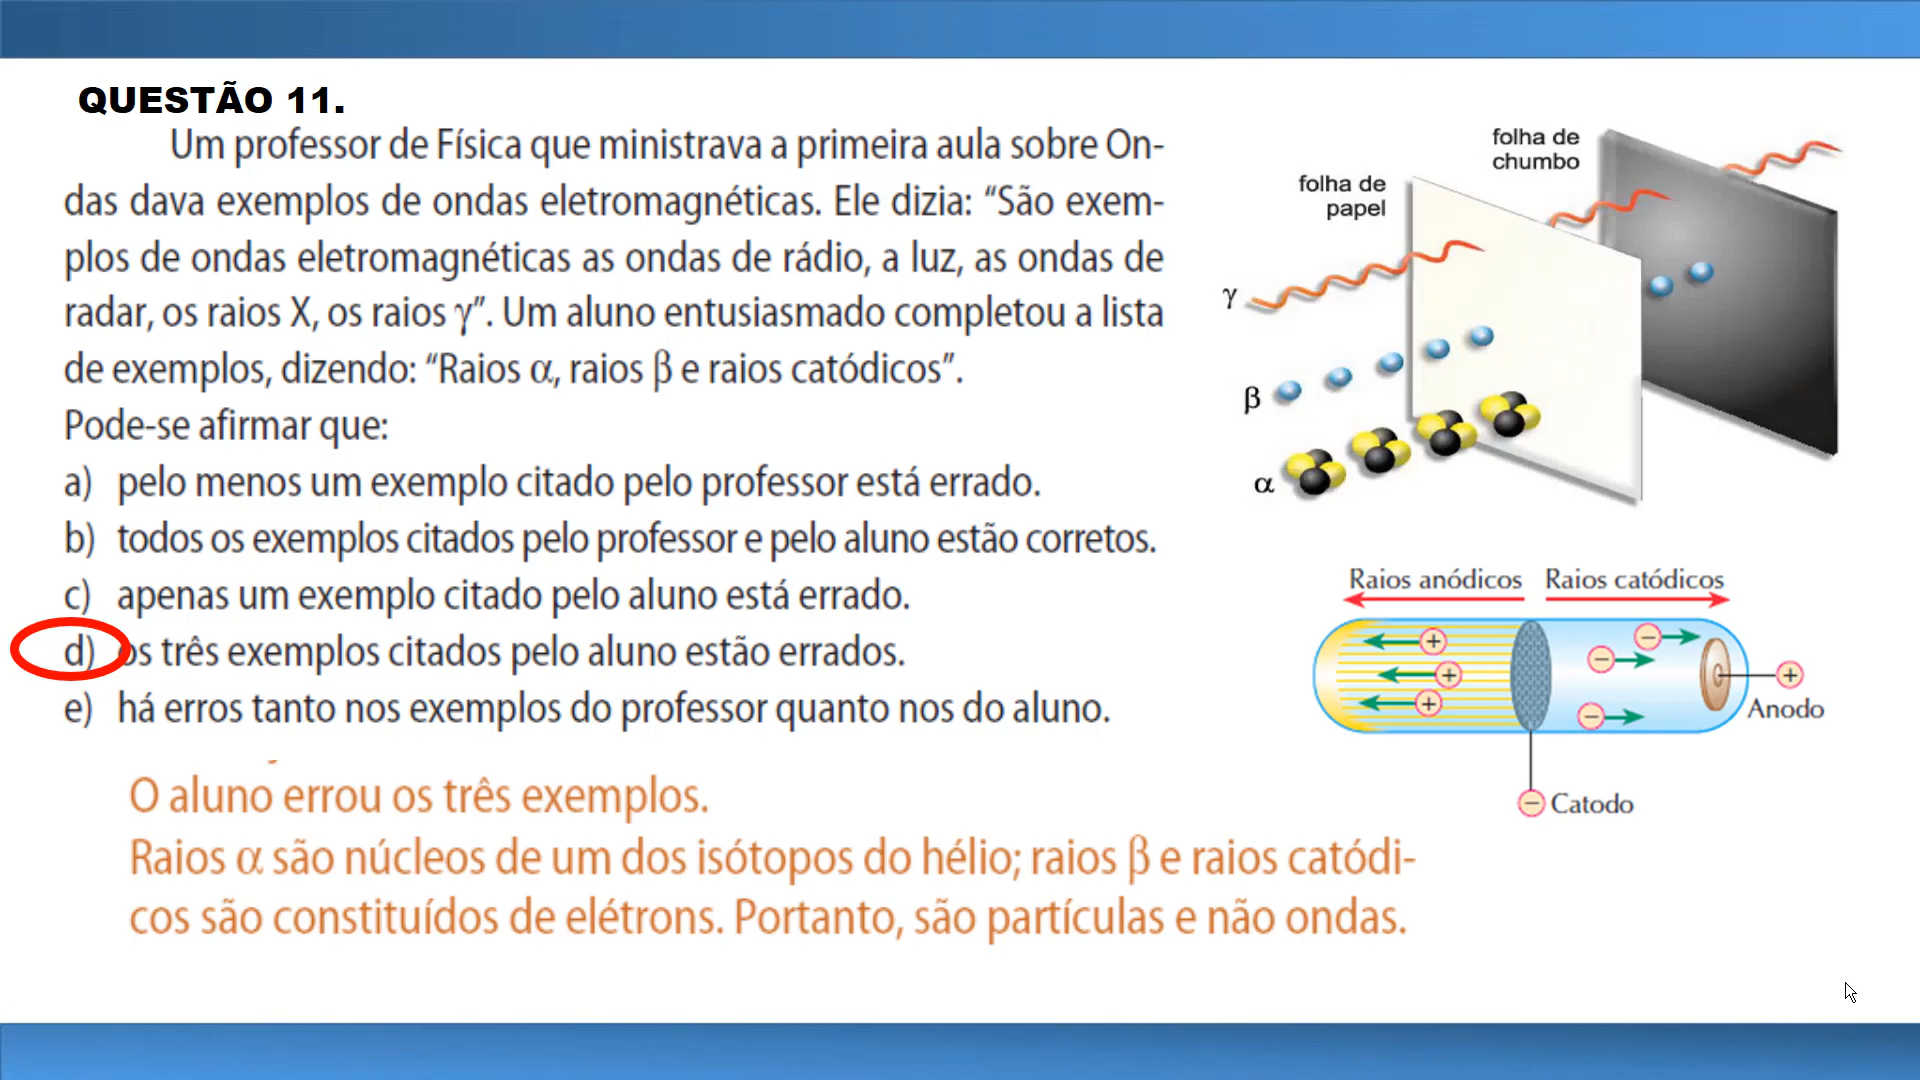 QUESTÃO 11.
Um professor de Física que ministrava a primeira aula sobre On-
das dava exemplos de ondas eletromagnéticas. Ele dizia: “São exem-
plos de ondas eletromagnéticas as ondas de rádio, a luz, as ondas de
radar, os raios X, os raios γ”. Um aluno entusiasmado completou a lista
de exemplos, dizendo: “Raios α, raios β e raios catódicos”.
Pode-se afirmar que:
a) pelo menos um exemplo citado pelo professor está errado.
b) todos os exemplos citados pelo professor e pelo aluno estão corretos.
c) apenas um exemplo citado pelo aluno está errado.
d) os três exemplos citados pelo aluno estão errados.
e) há erros tanto nos exemplos do professor quanto nos do aluno.
O aluno errou os três exemplos.
Raios α são núcleos de um dos isótopos do hélio; raios β e raios catódi-
cos são constituídos de elétrons. Portanto, são partículas e não ondas.
folha de
chumbo
folha de
papel
γ
β
α
Raios anódicos Raios catódicos
+ − −
+ − +
+ − Anodo
− Catodo